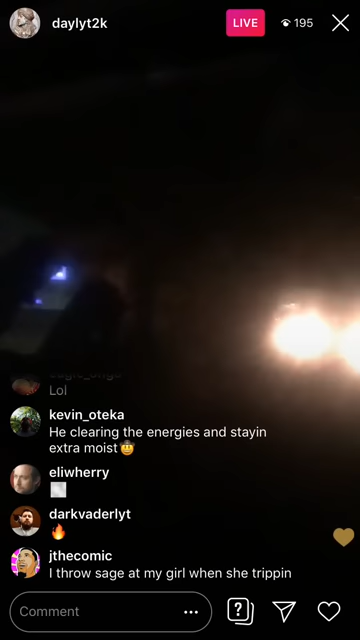 daylyt2k
LIVE
195
Lol
kevin_oteka
He clearing the energies and stayin
extra moist🤠
eliwherry
darkvaderlyt
🔥
jthecomic
I throw sage at my girl when she trippin
Comment